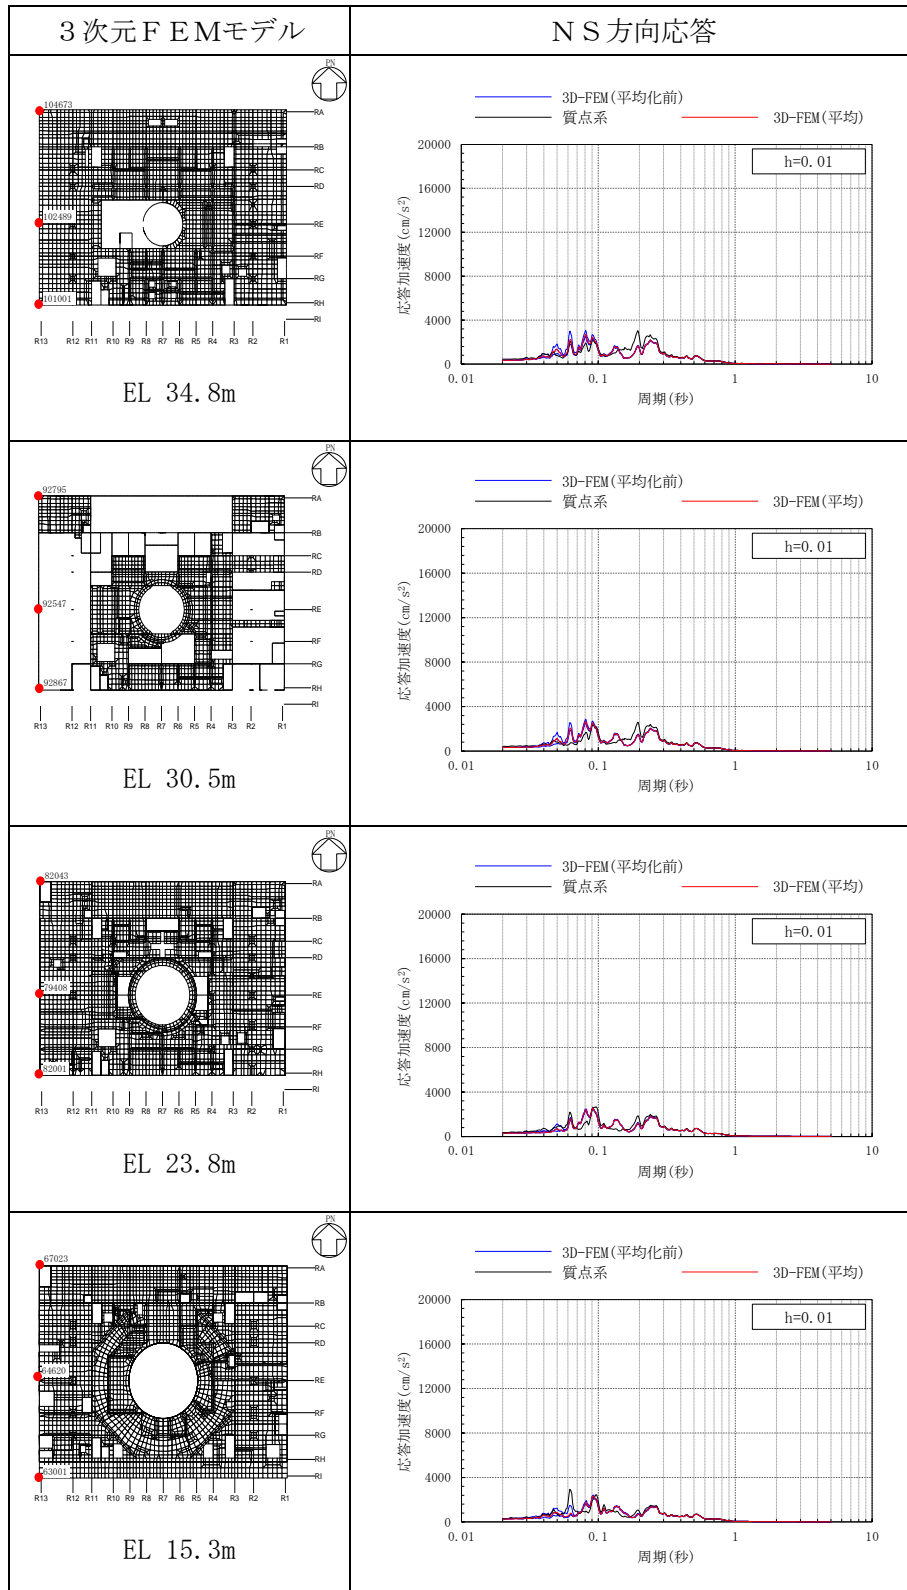 ３次元ＦＥＭモデル
ＮＳ方向応答
PN
104673
102489
101001
RA
RB
RC
RD
RE
RF
RG
RH
RI
R13 R12 R11 R10 R9 R8 R7 R6 R5 R4 R3 R2 R1
EL 34.8m
3D-FEM(平均化前)
質点系 3D-FEM(平均)
h=0.01
応答加速度(cm/s²)
20000
16000
12000
8000
4000
0
0.01 0.1 1 10
周期(秒)
PN
92795
92547
92867
RA
RB
RC
RD
RE
RF
RG
RH
RI
R13 R12 R11 R10 R9 R8 R7 R6 R5 R4 R3 R2 R1
EL 30.5m
3D-FEM(平均化前)
質点系 3D-FEM(平均)
h=0.01
応答加速度(cm/s²)
20000
16000
12000
8000
4000
0
0.01 0.1 1 10
周期(秒)
PN
82043
79408
82001
RA
RB
RC
RD
RE
RF
RG
RH
RI
R13 R12 R11 R10 R9 R8 R7 R6 R5 R4 R3 R2 R1
EL 23.8m
3D-FEM(平均化前)
質点系 3D-FEM(平均)
h=0.01
応答加速度(cm/s²)
20000
16000
12000
8000
4000
0
0.01 0.1 1 10
周期(秒)
PN
67023
64620
63001
RA
RB
RC
RD
RE
RF
RG
RH
RI
R13 R12 R11 R10 R9 R8 R7 R6 R5 R4 R3 R2 R1
EL 15.3m
3D-FEM(平均化前)
質点系 3D-FEM(平均)
h=0.01
応答加速度(cm/s²)
20000
16000
12000
8000
4000
0
0.01 0.1 1 10
周期(秒)